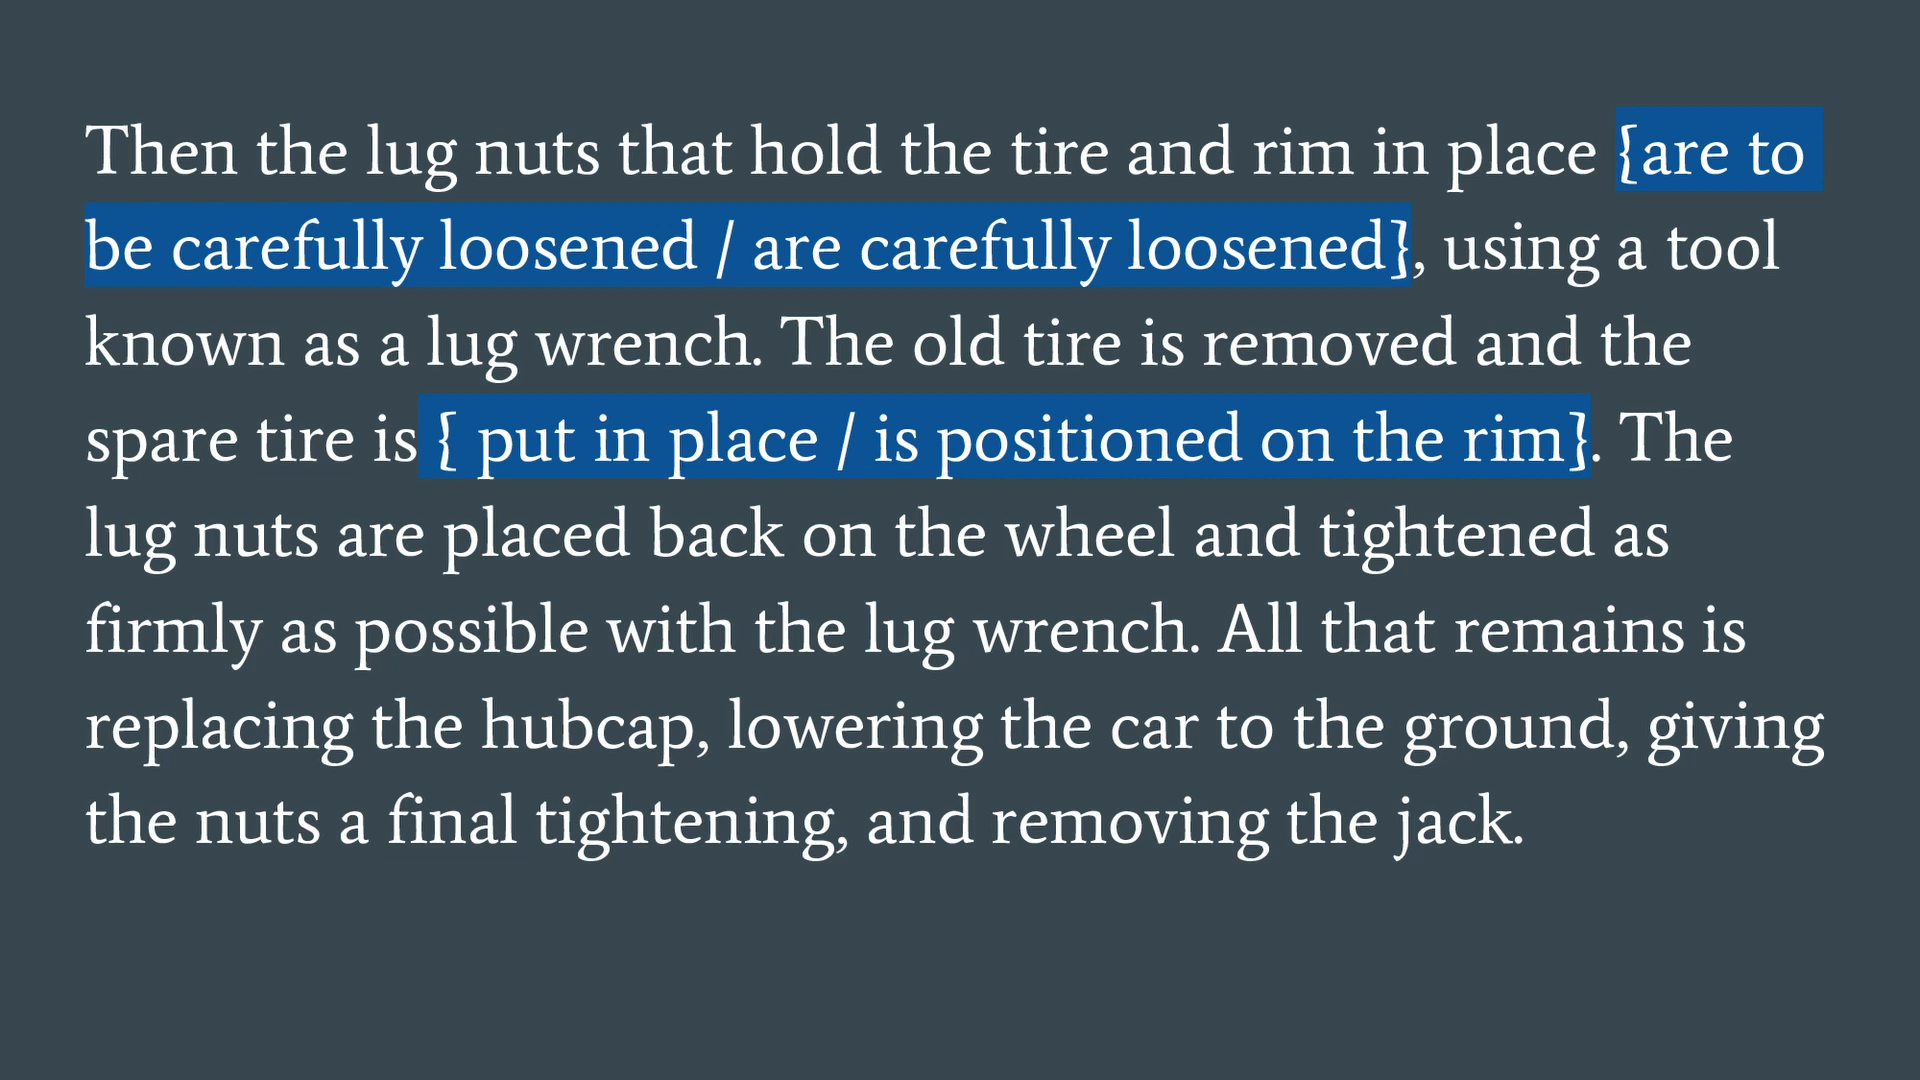 Then the lug nuts that hold the tire and rim in place {are to
be carefully loosened / are carefully loosened}, using a tool
known as a lug wrench. The old tire is removed and the
spare tire is { put in place / is positioned on the rim}. The
lug nuts are placed back on the wheel and tightened as
firmly as possible with the lug wrench. All that remains is
replacing the hubcap, lowering the car to the ground, giving
the nuts a final tightening, and removing the jack.